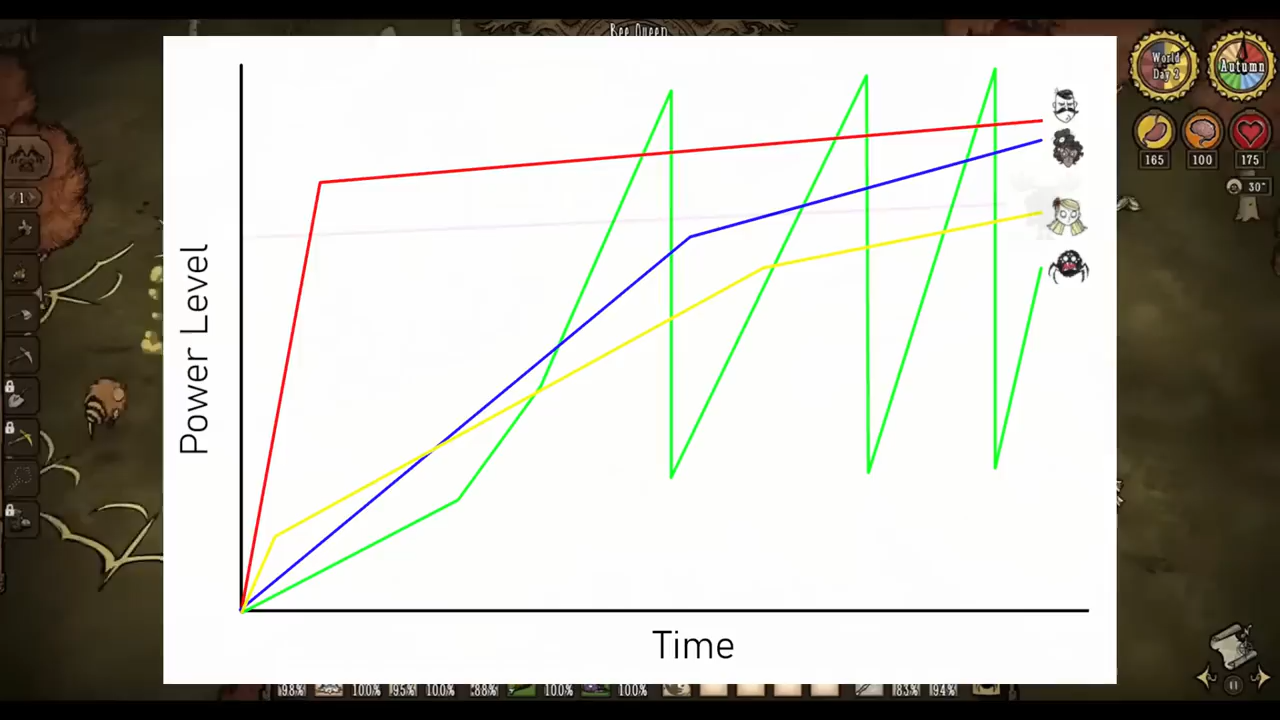 Bee Queen
World
Day 2
Autumn
165
100
175
30~
1
Power Level
Time
98%
100%
95%
100%
88%
100%
100%
83%
94%